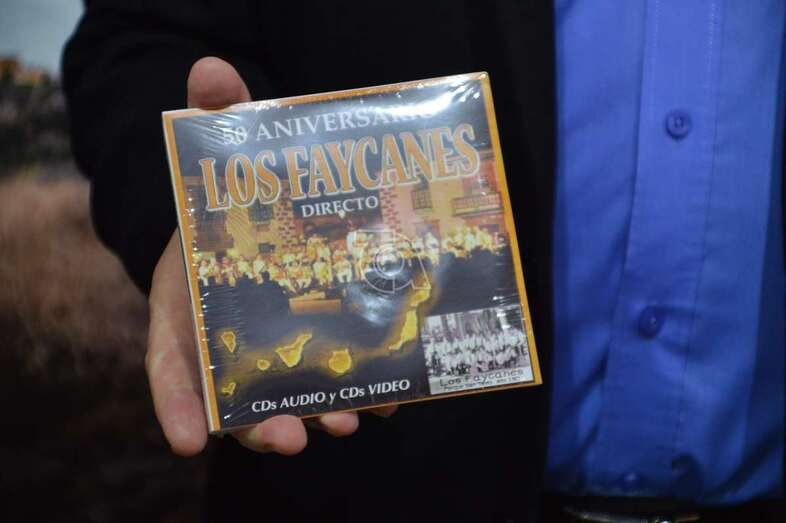 50 ANIVERSARIO
LOS FAYCANES
DIRECTO
Los Faycanes
CDs AUDIO y CDs VIDEO